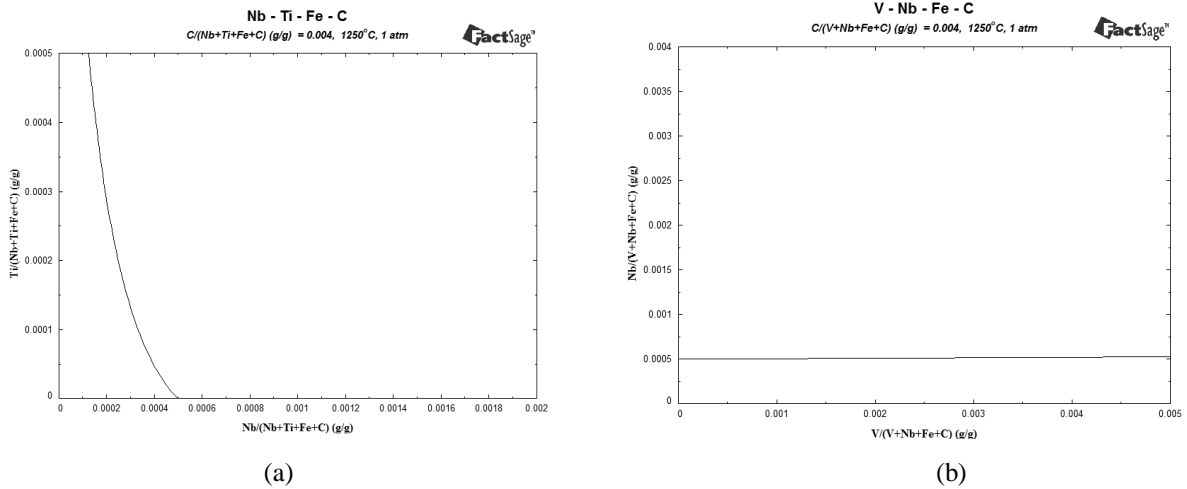 Nb - Ti - Fe - C
C/(Nb+Ti+Fe+C) (g/g) = 0.004, 1250°C, 1 atm
FactSage™
0.0005
0.0004
0.0003
0.0002
0.0001
0
Ti/(Nb+Ti+Fe+C) (g/g)
0 0.0002 0.0004 0.0006 0.0008 0.001 0.0012 0.0014 0.0016 0.0018 0.002
Nb/(Nb+Ti+Fe+C) (g/g)
(a)
V - Nb - Fe - C
C/(V+Nb+Fe+C) (g/g) = 0.004, 1250°C, 1 atm
FactSage™
0.004
0.0035
0.003
0.0025
0.002
0.0015
0.001
0.0005
0
Nb/(V+Nb+Fe+C) (g/g)
0 0.001 0.002 0.003 0.004 0.005
V/(V+Nb+Fe+C) (g/g)
(b)